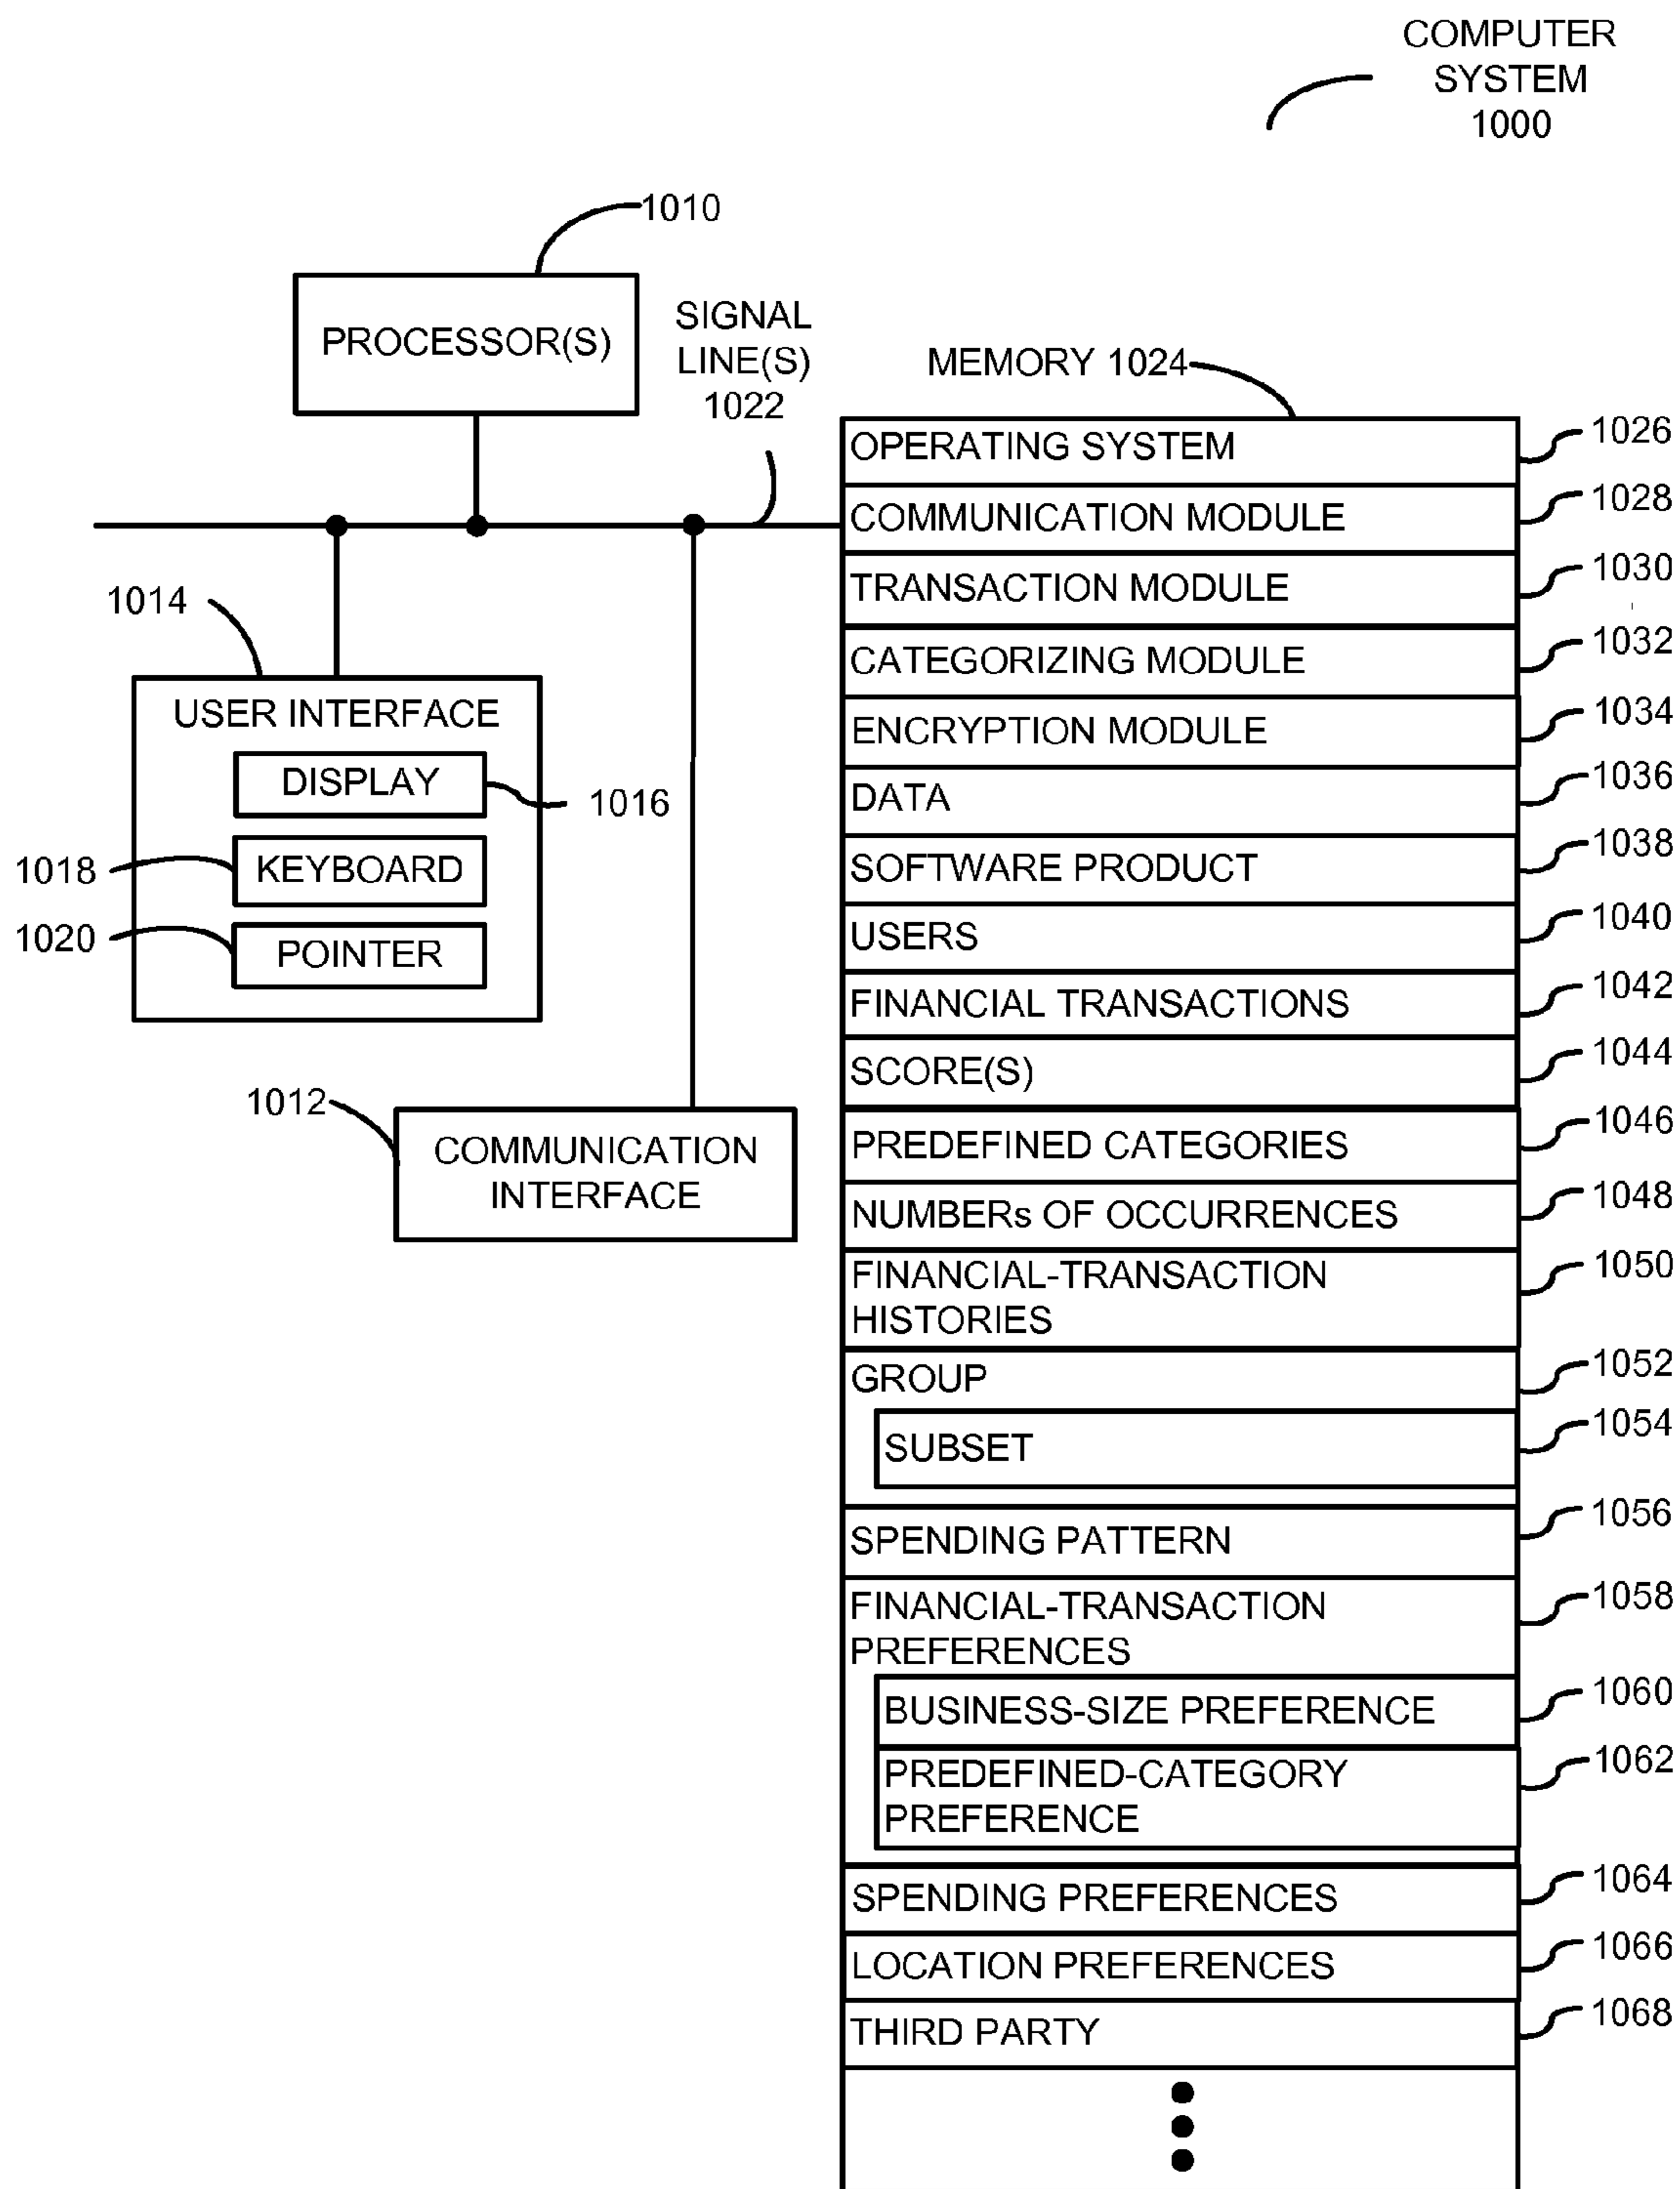 COMPUTER
SYSTEM
1000
1010
PROCESSOR(S)
SIGNAL
LINE(S)
1022
MEMORY 1024
1014
USER INTERFACE
DISPLAY
1016
1018
KEYBOARD
1020
POINTER
1012
COMMUNICATION
INTERFACE
OPERATING SYSTEM
1026
COMMUNICATION MODULE
1028
TRANSACTION MODULE
1030
CATEGORIZING MODULE
1032
ENCRYPTION MODULE
1034
DATA
1036
SOFTWARE PRODUCT
1038
USERS
1040
FINANCIAL TRANSACTIONS
1042
SCORE(S)
1044
PREDEFINED CATEGORIES
1046
NUMBERs OF OCCURRENCES
1048
FINANCIAL-TRANSACTION
HISTORIES
1050
GROUP
1052
SUBSET
1054
SPENDING PATTERN
1056
FINANCIAL-TRANSACTION
PREFERENCES
1058
BUSINESS-SIZE PREFERENCE
1060
PREDEFINED-CATEGORY
PREFERENCE
1062
SPENDING PREFERENCES
1064
LOCATION PREFERENCES
1066
THIRD PARTY
1068